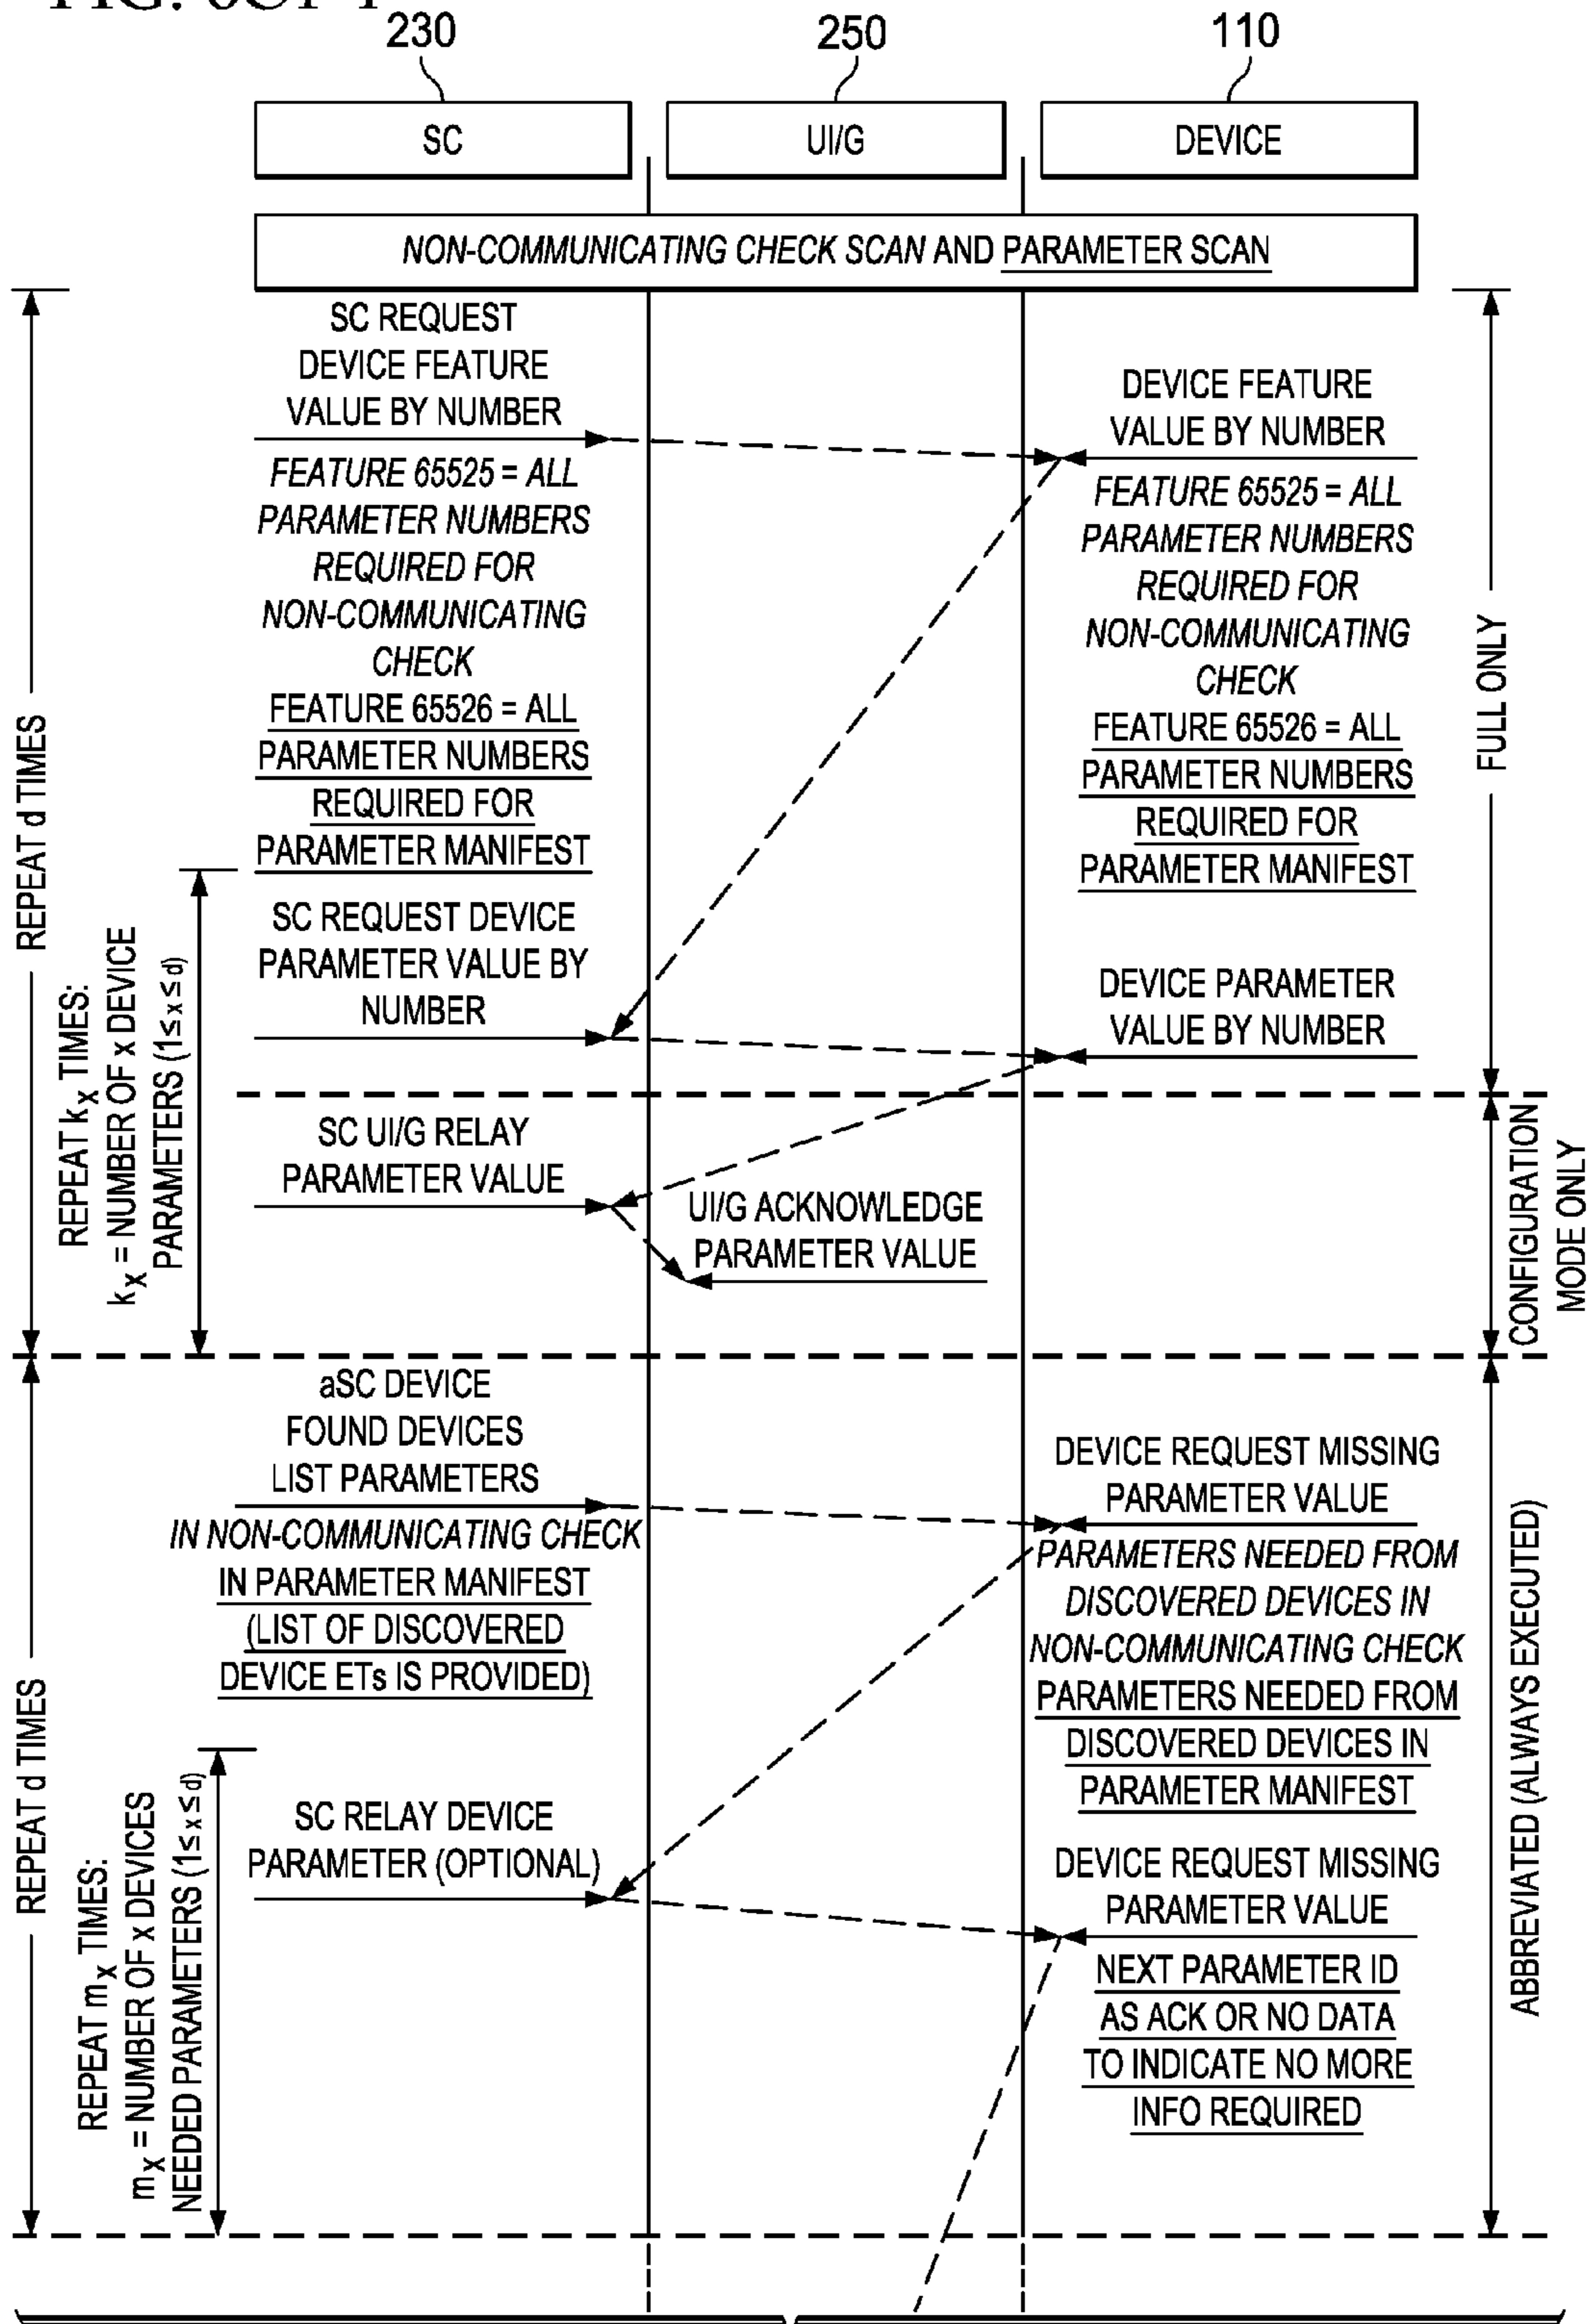 FIG. 6CF-1
230
250
110
SC
UI/G
DEVICE
NON-COMMUNICATING CHECK SCAN AND PARAMETER SCAN
SC REQUEST
DEVICE FEATURE
VALUE BY NUMBER
FEATURE 65525 = ALL
PARAMETER NUMBERS
REQUIRED FOR
NON-COMMUNICATING
CHECK
FEATURE 65526 = ALL
PARAMETER NUMBERS
REQUIRED FOR
PARAMETER MANIFEST
DEVICE FEATURE
VALUE BY NUMBER
FEATURE 65525 = ALL
PARAMETER NUMBERS
REQUIRED FOR
NON-COMMUNICATING
CHECK
FEATURE 65526 = ALL
PARAMETER NUMBERS
REQUIRED FOR
PARAMETER MANIFEST
REPEAT d TIMES
FULL ONLY
SC REQUEST DEVICE
PARAMETER VALUE BY
NUMBER
DEVICE PARAMETER
VALUE BY NUMBER
REPEAT kx TIMES:
kx = NUMBER OF x DEVICE
PARAMETERS (1≤x≤d)
SC UI/G RELAY
PARAMETER VALUE
UI/G ACKNOWLEDGE
PARAMETER VALUE
CONFIGURATION
MODE ONLY
aSC DEVICE
FOUND DEVICES
LIST PARAMETERS
IN NON-COMMUNICATING CHECK
IN PARAMETER MANIFEST
(LIST OF DISCOVERED
DEVICE ETs IS PROVIDED)
DEVICE REQUEST MISSING
PARAMETER VALUE
PARAMETERS NEEDED FROM
DISCOVERED DEVICES IN
NON-COMMUNICATING CHECK
PARAMETERS NEEDED FROM
DISCOVERED DEVICES IN
PARAMETER MANIFEST
REPEAT d TIMES
ABBREVIATED (ALWAYS EXECUTED)
REPEAT mx TIMES:
mx = NUMBER OF x DEVICES
NEEDED PARAMETERS (1≤x≤d)
SC RELAY DEVICE
PARAMETER (OPTIONAL)
DEVICE REQUEST MISSING
PARAMETER VALUE
NEXT PARAMETER ID
AS ACK OR NO DATA
TO INDICATE NO MORE
INFO REQUIRED